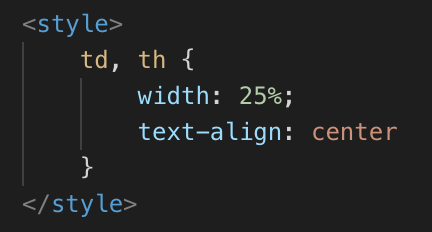 <style>
    td, th {
        width: 25%;
        text-align: center
    }
</style>